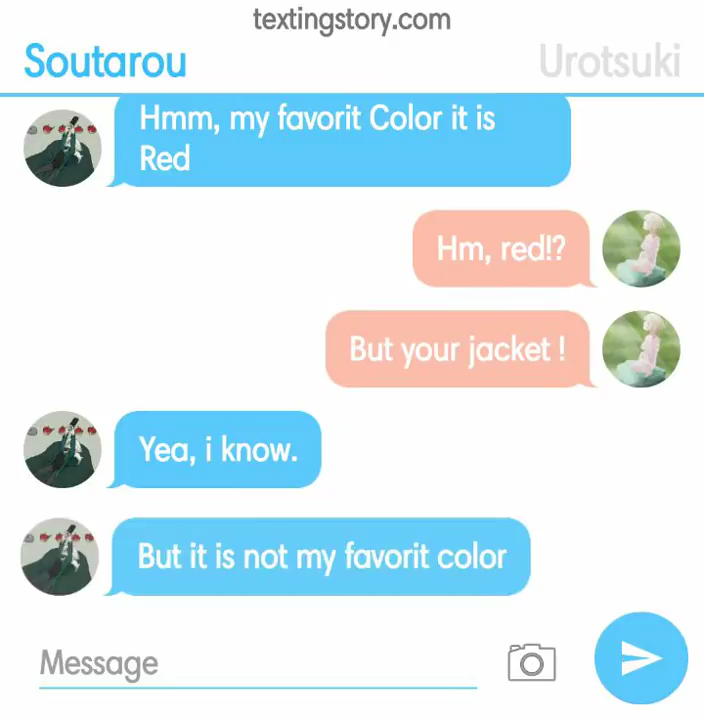 textingstory.com
Soutarou
Urotsuki
Hmm, my favorit Color it is
Red
Hm, red!?
But your jacket !
Yea, i know.
But it is not my favorit color
Message